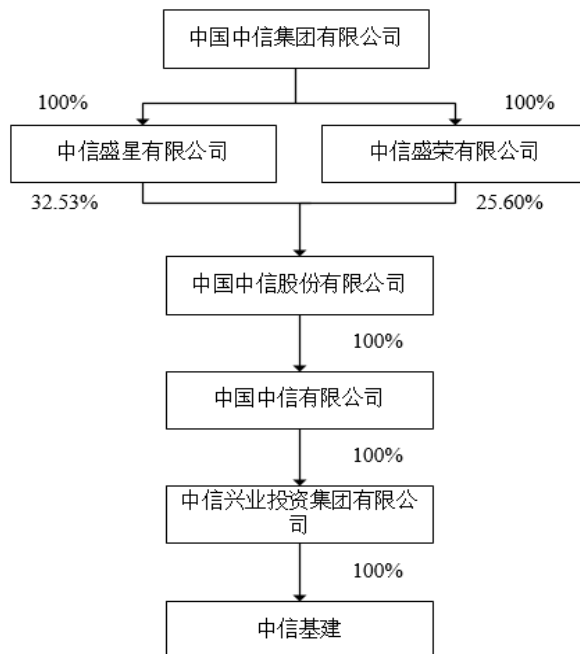 中国中信集团有限公司
100%
100%
中信盛星有限公司
中信盛荣有限公司
32.53%
25.60%
中国中信股份有限公司
100%
中国中信有限公司
100%
中信兴业投资集团有限公
司
100%
中信基建